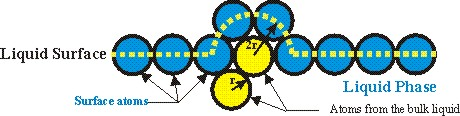 2r
Liquid Surface
r
Liquid Phase
Surface atoms
Atoms from the bulk liquid